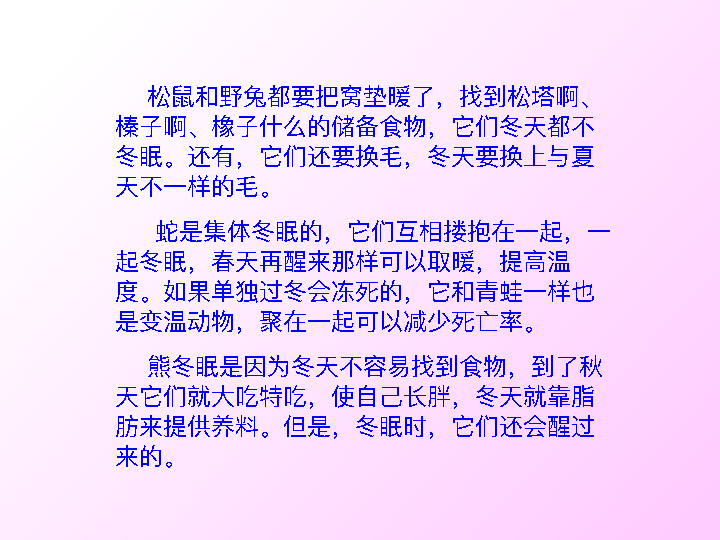 松鼠和野兔都要把窝垫暖了，找到松塔啊、
榛子啊、橡子什么的储备食物，它们冬天都不
冬眠。还有，它们还要换毛，冬天要换上与夏
天不一样的毛。
蛇是集体冬眠的，它们互相搂抱在一起，一
起冬眠，春天再醒来那样可以取暖，提高温
度。如果单独过冬会冻死的，它和青蛙一样也
是变温动物，聚在一起可以减少死亡率。
熊冬眠是因为冬天不容易找到食物，到了秋
天它们就大吃特吃，使自己长胖，冬天就靠脂
肪来提供养料。但是，冬眠时，它们还会醒过
来的。